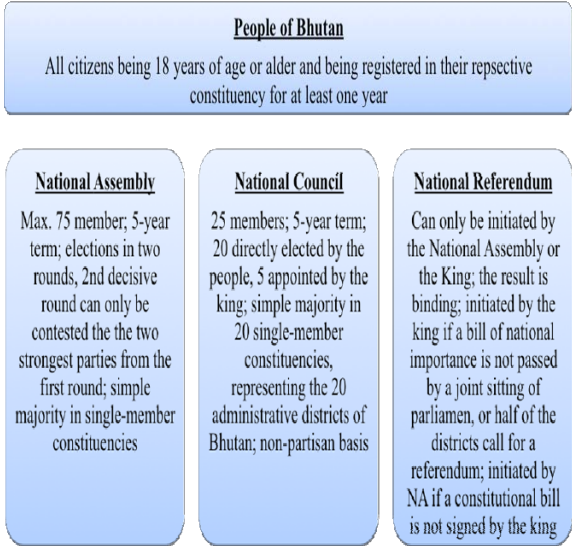 People of Bhutan
All citizens being 18 years of age or alder and being registered in their repsective
constituency for at least one year
National Assembly
Max. 75 member; 5-year
term; elections in two
rounds, 2nd decisive
round can only be
contested the the two
strongest parties from the
first round; simple
majority in single-member
constituencies
National Councíl
25 members; 5-year term;
20 directly elected by the
people, 5 appointed by the
king; simple majority in
20 single-member
constituencies,
representing the 20
administrative districts of
Bhutan; non-partisan basis
National Referendum
Can only be initiated by
the National Assembly or
the King; the result is
binding; initiated by the
king if a bill of national
importance is not passed
by a joint sitting of
parliamen, or half of the
districts call for a
referendum; initiated by
NA if a constitutional bill
is not signed by the king